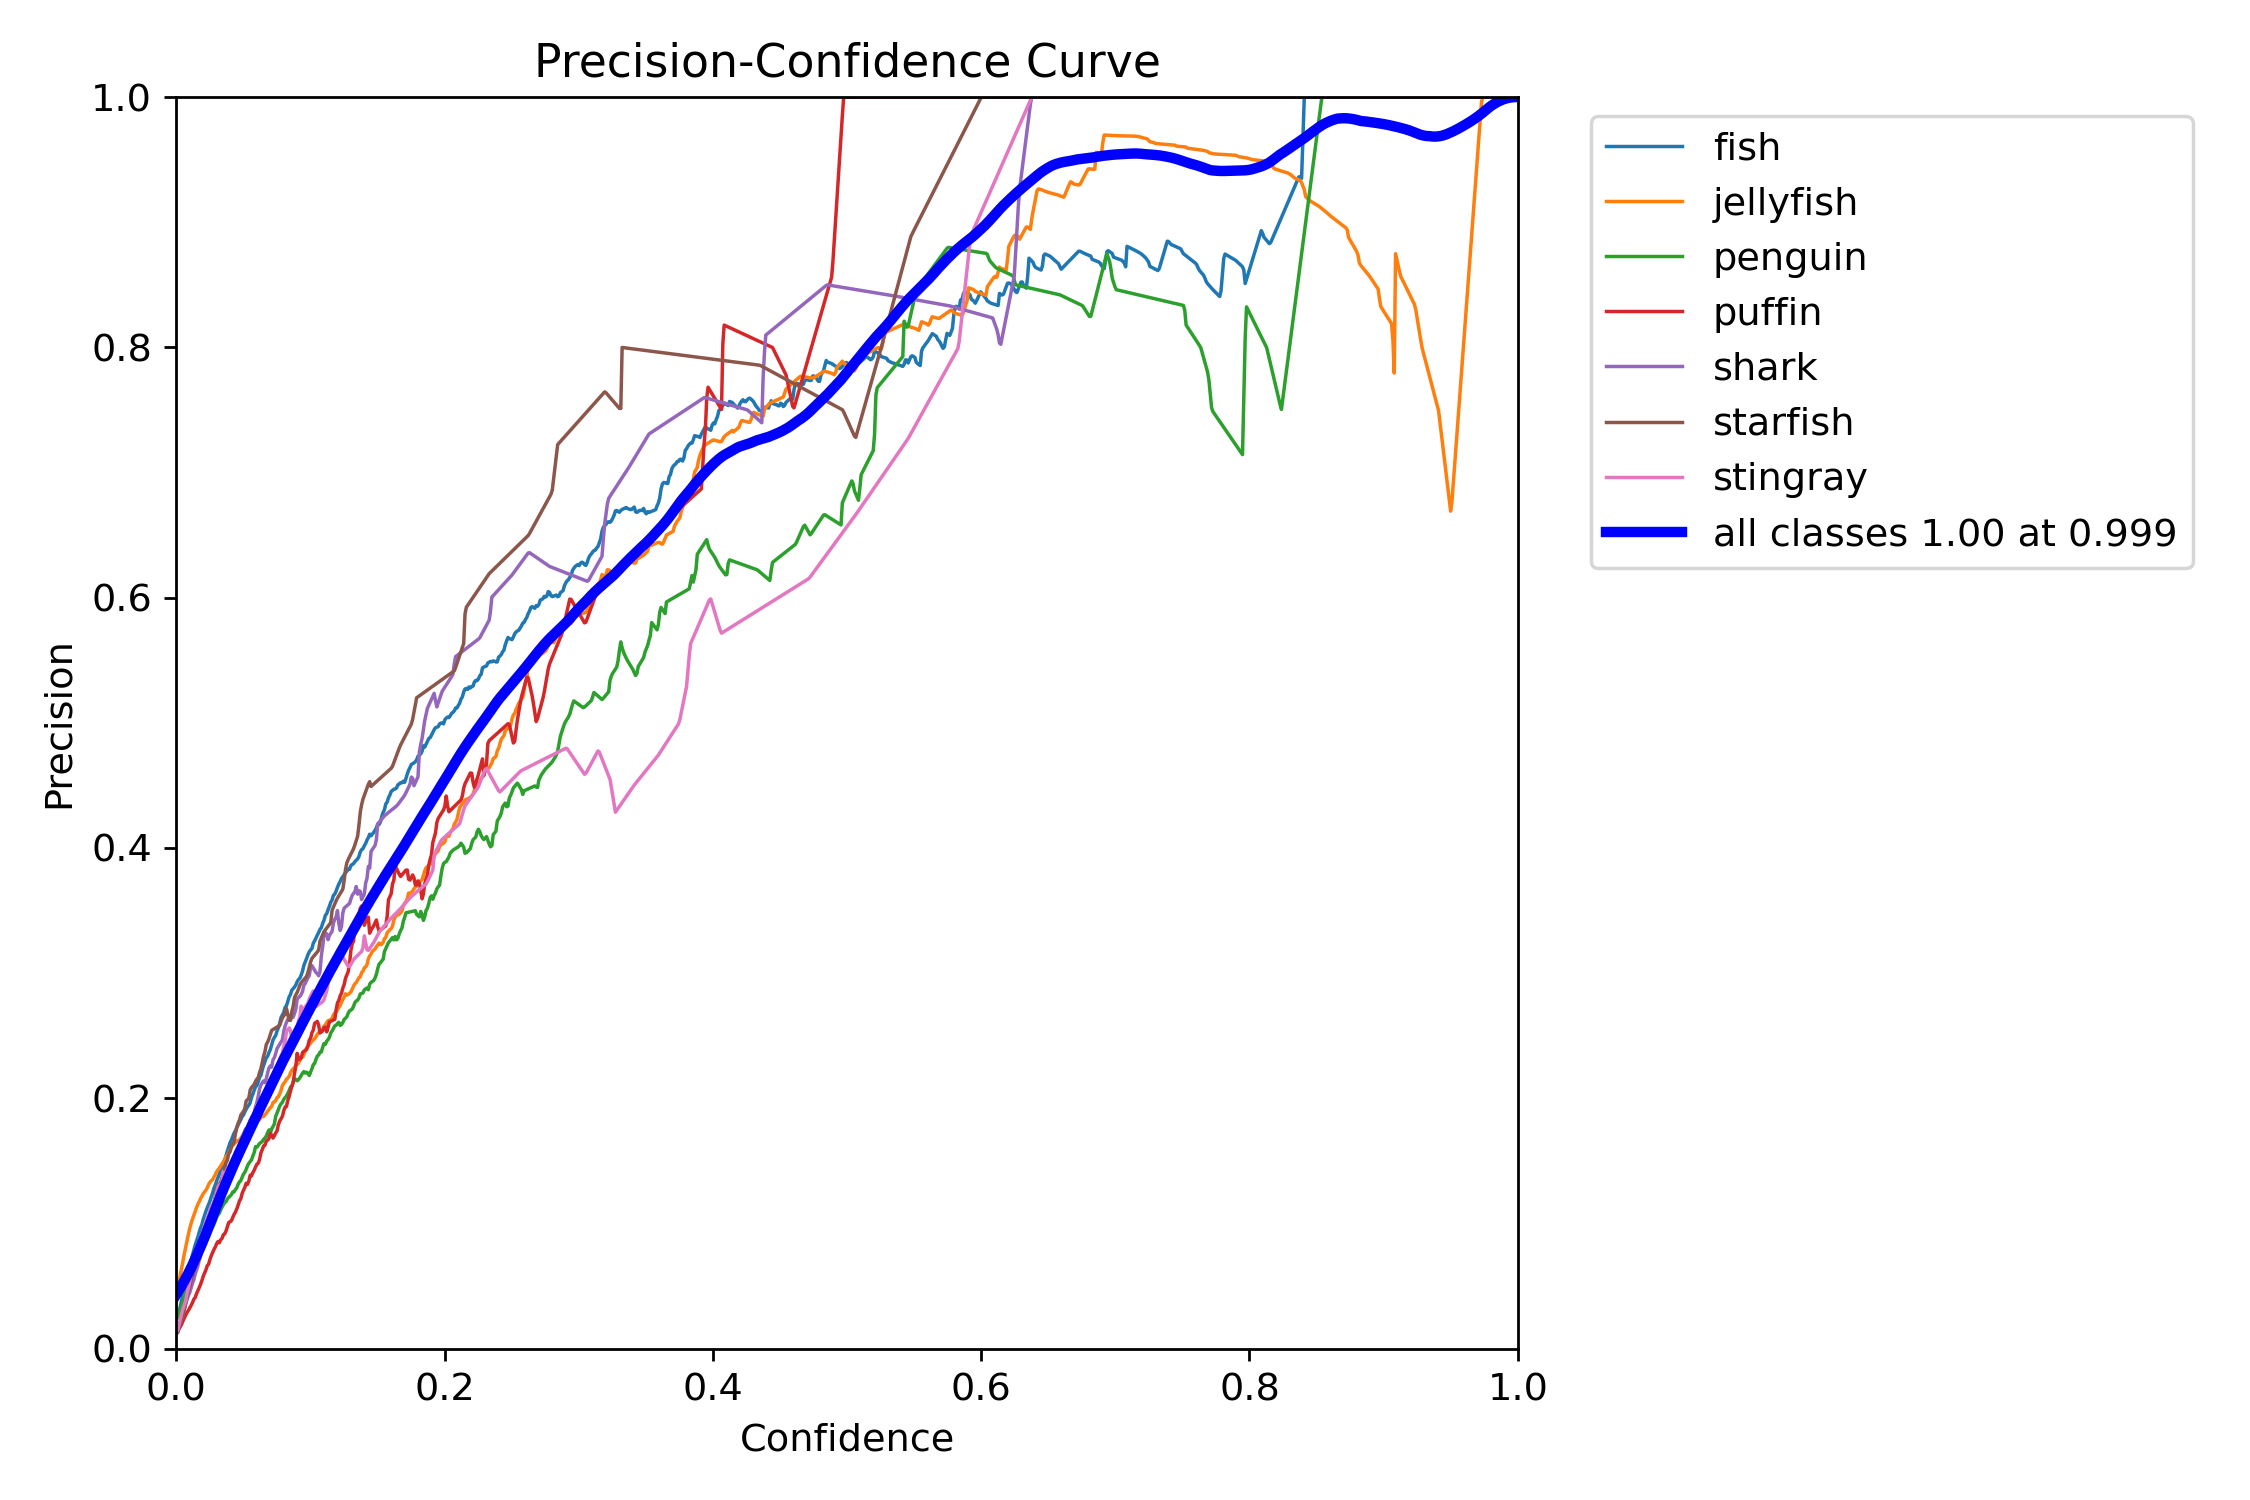 Precision-Confidence Curve
1.0
0.8
0.6
0.4
0.2
0.0
Precision
0.0 0.2 0.4 0.6 0.8 1.0
Confidence
fish
jellyfish
penguin
puffin
shark
starfish
stingray
all classes 1.00 at 0.999